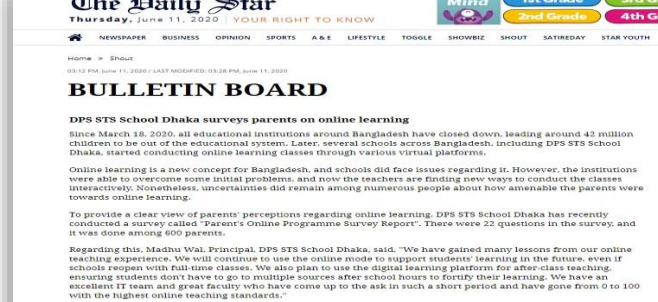 The Daily Star
Thursday, June 11, 2020 | YOUR RIGHT TO KNOW
Mind
1st Grade
2nd Grade
4th G
NEWSPAPER BUSINESS OPINION SPORTS A & E LIFESTYLE TOGGLE SHOWBIZ SHOUT SATIREDAY STAR YOUTH
Home » Shout
03:12 PM, June 11, 2020 / LAST MODIFIED: 03:28 PM, June 11, 2020
BULLETIN BOARD
DPS STS School Dhaka surveys parents on online learning
Since March 18, 2020, all educational institutions around Bangladesh have closed down, leading around 42 million
children to be out of the educational system. Later, several schools across Bangladesh, including DPS STS School
Dhaka, started conducting online learning classes through various virtual platforms.
Online learning is a new concept for Bangladesh, and schools did face issues regarding it. However, the institutions
were able to overcome some initial problems, and now the teachers are finding new ways to conduct the classes
interactively. Nonetheless, uncertainties did remain among numerous people about how amenable the parents were
towards online learning.
To provide a clear view of parents' perceptions regarding online learning, DPS STS School Dhaka has recently
conducted a survey called "Parent's Online Programme Survey Report". There were 22 questions in the survey, and
it was done among 600 parents.
Regarding this, Madhu Wal, Principal, DPS STS School Dhaka, said, "We have gained many lessons from our online
teaching experience. We will continue to use the online mode to support students' learning in the future, even if
schools reopen with full-time classes. We also plan to use the digital learning platform for after-class teaching,
ensuring students don't have to go to multiple sources after school hours to fortify their learning. We have an
excellent IT team and great faculty who have come up to the ask in such a short period and have gone from 0 to 100
with the highest online teaching standards."